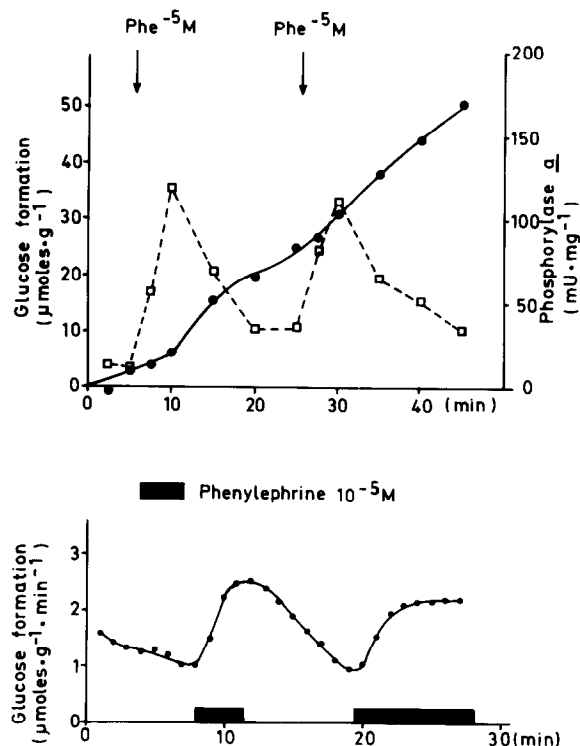 Phe⁻⁵M Phe⁻⁵M
Glucose formation
(μmoles·g⁻¹)
50
40
30
20
10
0
200
150
100
50
0
Phosphorylase a
(mU·mg⁻¹)
0 10 20 30 40 (min)
Phenylephrine 10⁻⁵M
Glucose formation
(μmoles·g⁻¹·min⁻¹)
3
2
1
0
0 10 20 30 (min)